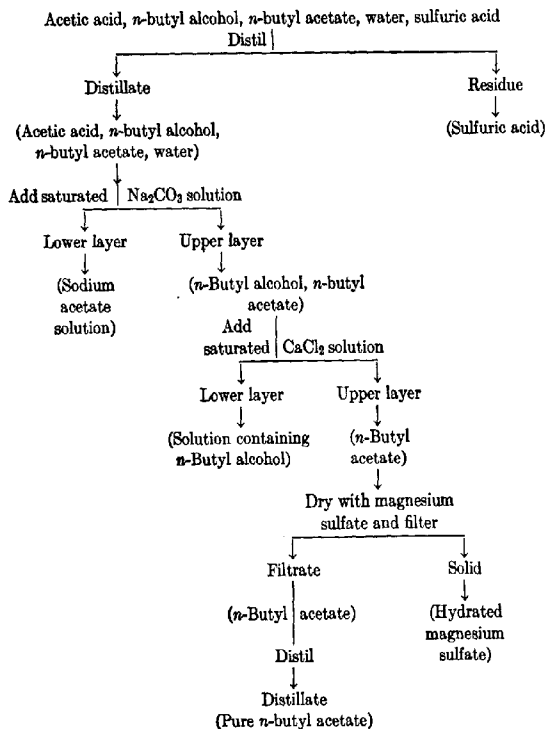 Acetic acid, n-butyl alcohol, n-butyl acetate, water, sulfuric acid
Distil
Distillate
Residue
(Acetic acid, n-butyl alcohol,
n-butyl acetate, water)
(Sulfuric acid)
Add saturated Na₂CO₃ solution
Lower layer
Upper layer
(Sodium
acetate
solution)
(n-Butyl alcohol, n-butyl
acetate)
Add
saturated CaCl₂ solution
Lower layer
Upper layer
(Solution containing
n-Butyl alcohol)
(n-Butyl
acetate)
Dry with magnesium
sulfate and filter
Filtrate
Solid
(n-Butyl acetate)
(Hydrated
magnesium
sulfate)
Distil
Distillate
(Pure n-butyl acetate)